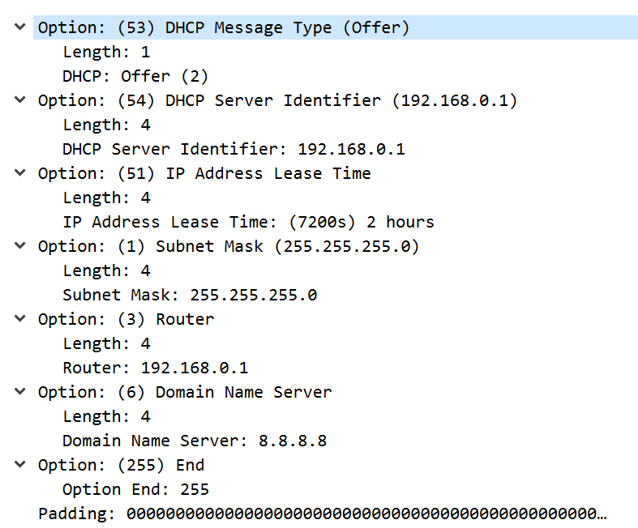 Option: (53) DHCP Message Type (Offer)
Length: 1
DHCP: Offer (2)
Option: (54) DHCP Server Identifier (192.168.0.1)
Length: 4
DHCP Server Identifier: 192.168.0.1
Option: (51) IP Address Lease Time
Length: 4
IP Address Lease Time: (7200s) 2 hours
Option: (1) Subnet Mask (255.255.255.0)
Length: 4
Subnet Mask: 255.255.255.0
Option: (3) Router
Length: 4
Router: 192.168.0.1
Option: (6) Domain Name Server
Length: 4
Domain Name Server: 8.8.8.8
Option: (255) End
Option End: 255
Padding: 000000000000000000000000000000000000000000000000…